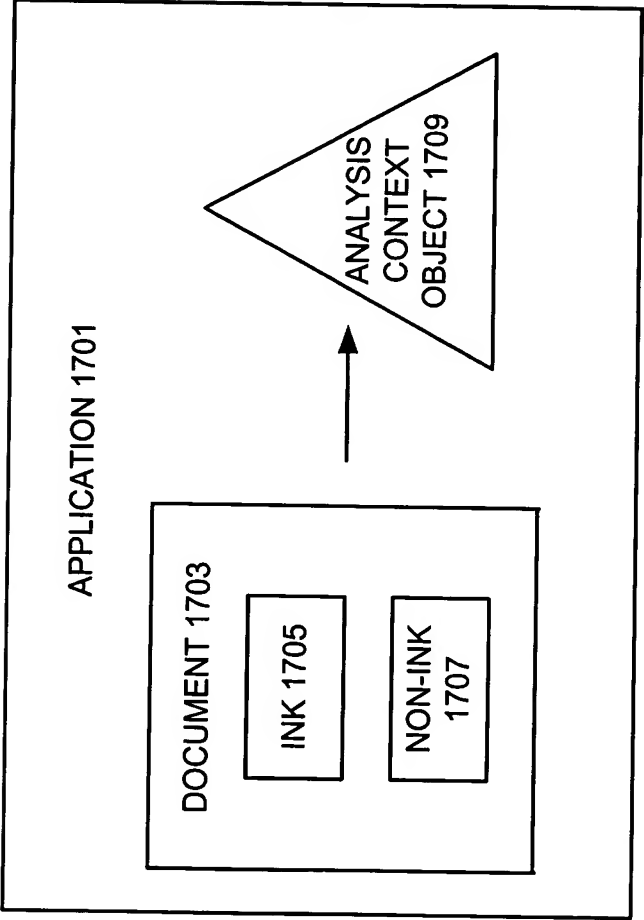 APPLICATION 1701
DOCUMENT 1703
INK 1705
NON-INK
1707
ANALYSIS
CONTEXT
OBJECT 1709